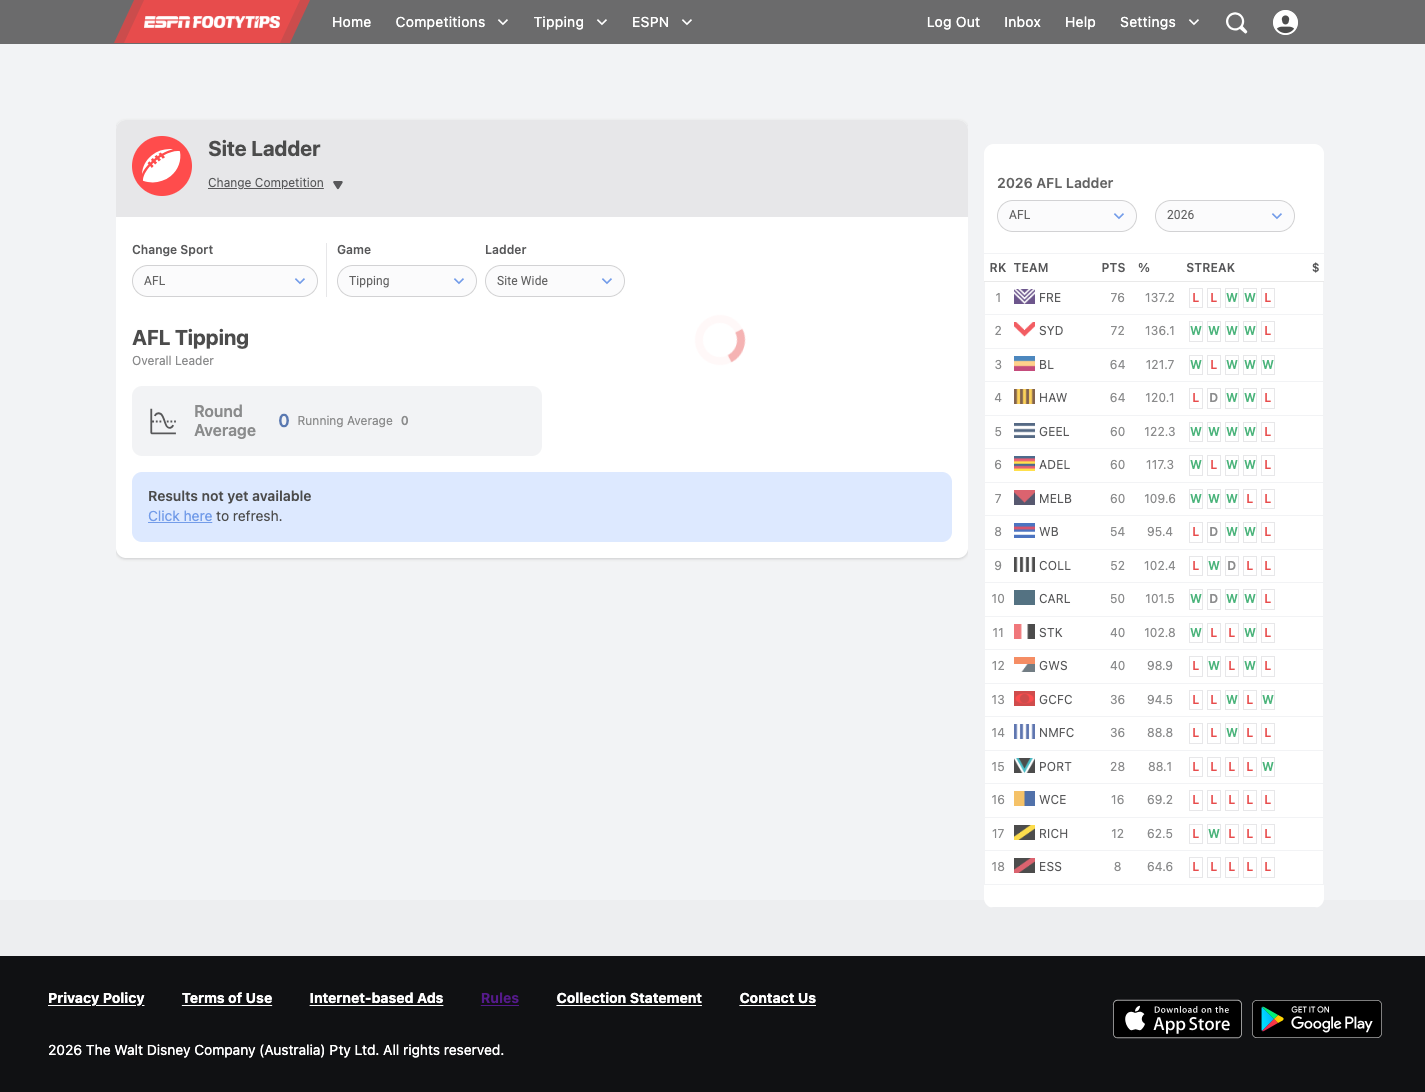 ESPN FOOTYTIPS Home Competitions Tipping ESPN Log Out Inbox Help Settings
Site Ladder
Change Competition
Change Sport Game Ladder
AFL Tipping Site Wide
AFL Tipping
Overall Leader
Round Average 0 Running Average 0
Results not yet available
Click here to refresh.
2026 AFL Ladder
AFL 2026
RK TEAM PTS % STREAK $
1 FRE 76 137.2 L L W W L
2 SYD 72 136.1 W W W W L
3 BL 64 121.7 W L W W W
4 HAW 64 120.1 L D W W L
5 GEEL 60 122.3 W W W W L
6 ADEL 60 117.3 W L W W L
7 MELB 60 109.6 W W W L L
8 WB 54 95.4 L D W W L
9 COLL 52 102.4 L W D L L
10 CARL 50 101.5 W D W W L
11 STK 40 102.8 W L L W L
12 GWS 40 98.9 L W L W L
13 GCFC 36 94.5 L L W L W
14 NMFC 36 88.8 L L W L L
15 PORT 28 88.1 L L L L W
16 WCE 16 69.2 L L L L L
17 RICH 12 62.5 L W L L L
18 ESS 8 64.6 L L L L L
Privacy Policy Terms of Use Internet-based Ads Rules Collection Statement Contact Us
2026 The Walt Disney Company (Australia) Pty Ltd. All rights reserved.
Download on the
App Store
GET IT ON
Google Play